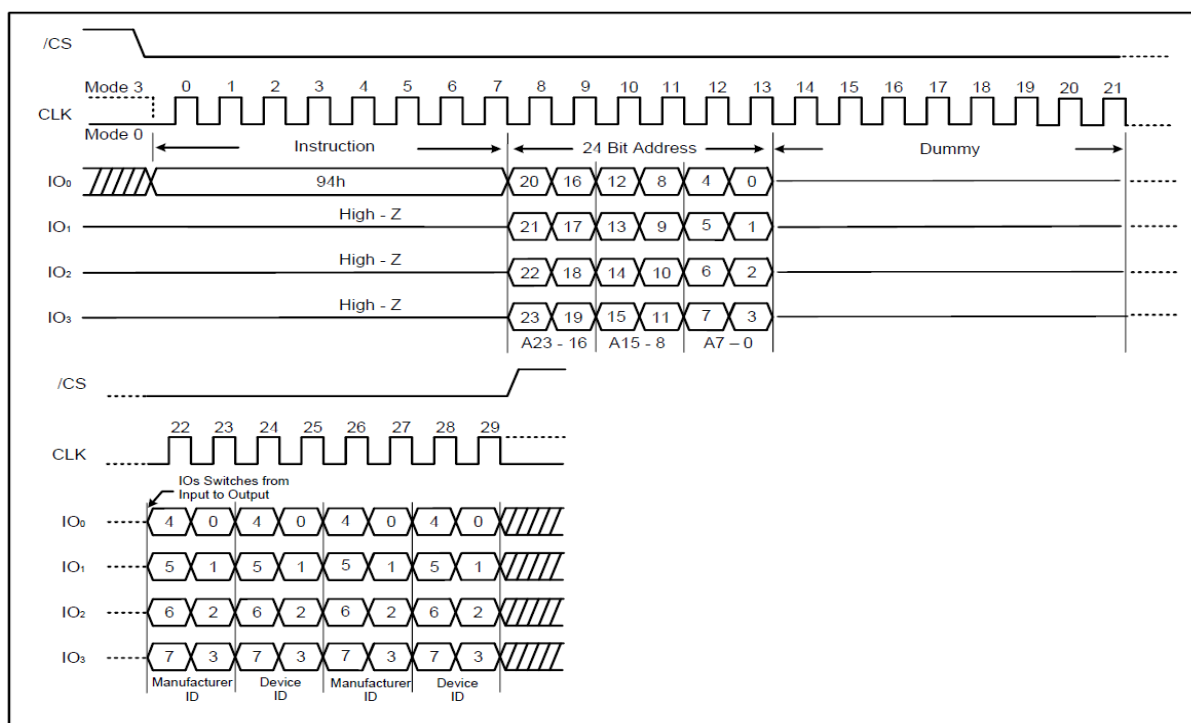 /CS
Mode 3 0 1 2 3 4 5 6 7 8 9 10 11 12 13 14 15 16 17 18 19 20 21
CLK
Mode 0
Instruction 24 Bit Address Dummy
IO0 94h 20 16 12 8 4 0
High - Z
IO1 21 17 13 9 5 1
High - Z
IO2 22 18 14 10 6 2
High - Z
IO3 23 19 15 11 7 3
A23 - 16 A15 - 8 A7 – 0
/CS
22 23 24 25 26 27 28 29
CLK
IOs Switches from
Input to Output
IO0 4 0 4 0 4 0 4 0
IO1 5 1 5 1 5 1 5 1
IO2 6 2 6 2 6 2 6 2
IO3 7 3 7 3 7 3 7 3
Manufacturer Device Manufacturer Device
ID ID ID ID